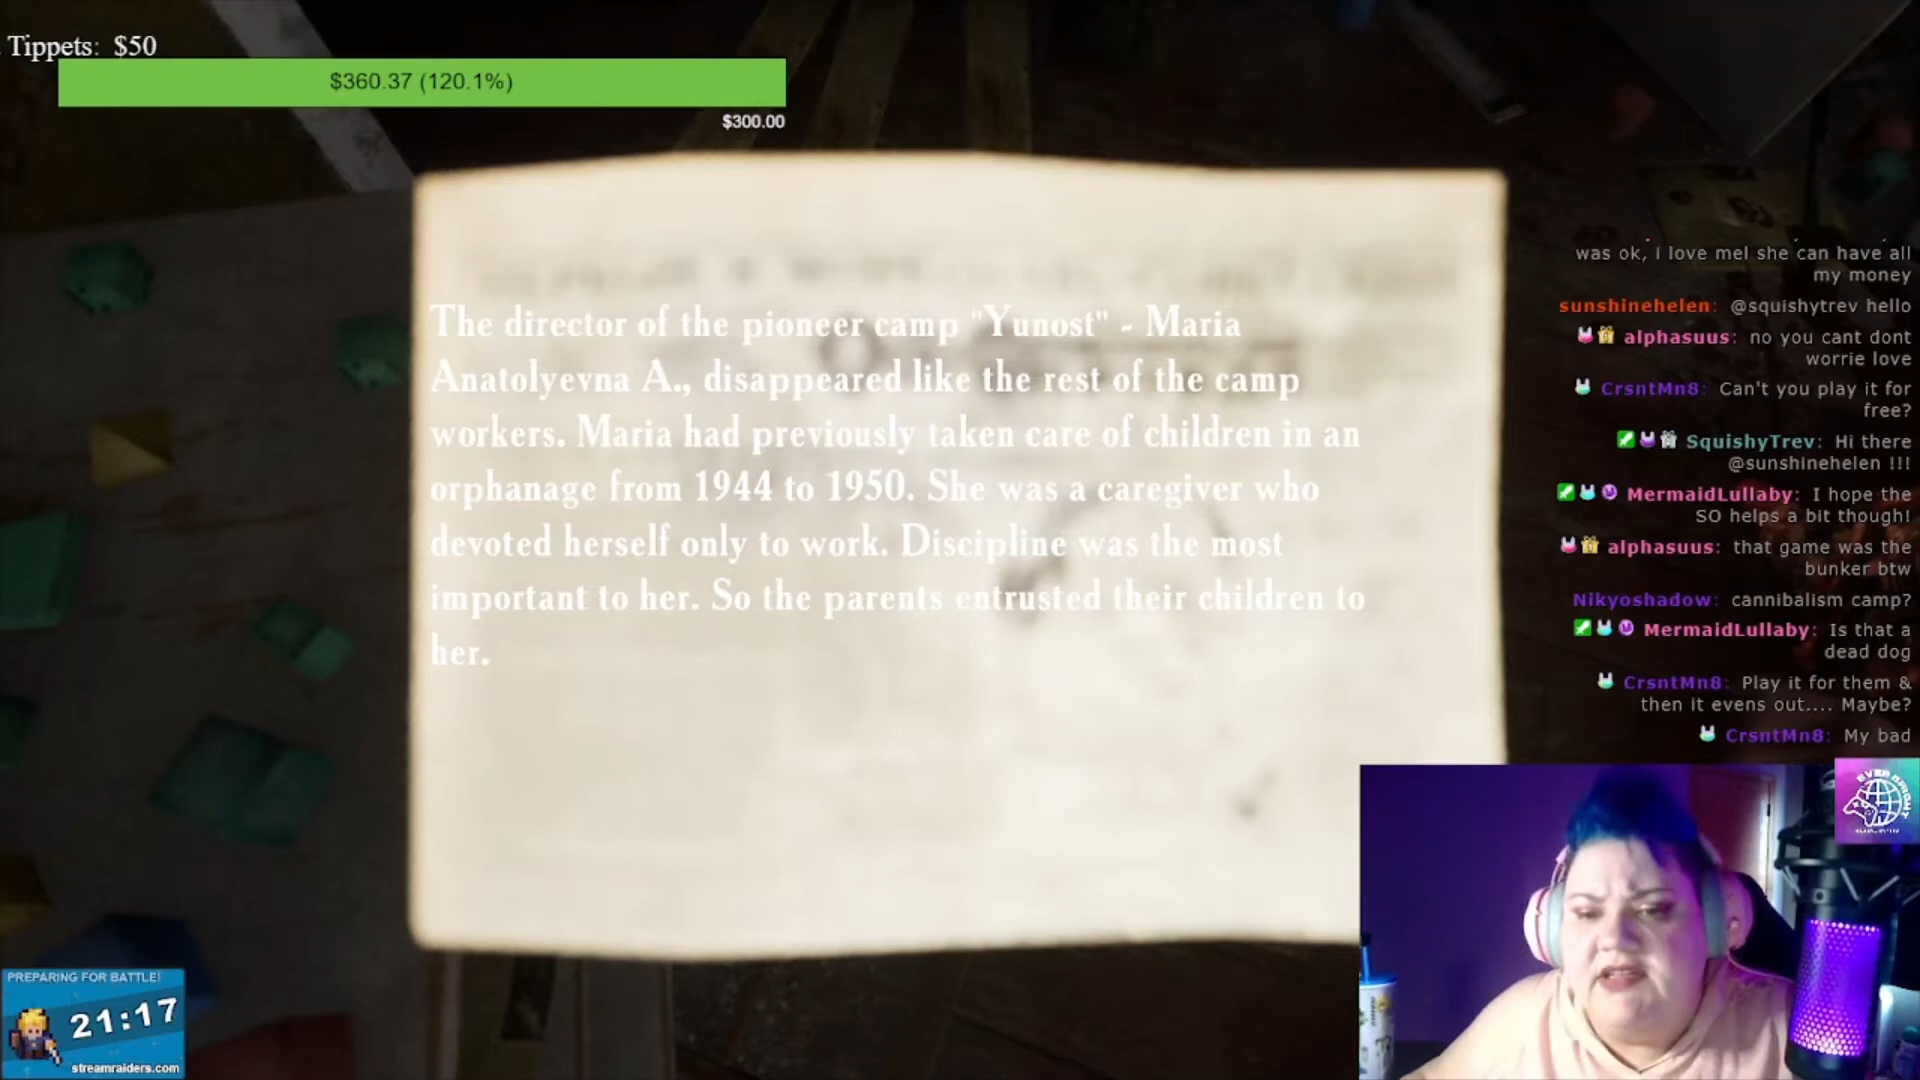 Tippets: $50
$360.37 (120.1%)
$300.00
The director of the pioneer camp "Yunost" - Maria
Anatolyevna A., disappeared like the rest of the camp
workers. Maria had previously taken care of children in an
orphanage from 1944 to 1950. She was a caregiver who
devoted herself only to work. Discipline was the most
important to her. So the parents entrusted their children to
her.
was ok, i love mel she can have all
my money
sunshinehelen: @squishytrev hello
alphasuus: no you cant dont
worrie love
CrsntMn8: Can't you play it for
free?
SquishyTrev: Hi there
@sunshinehelen !!!
MermaidLullaby: I hope the
SO helps a bit though!
alphasuus: that game was the
bunker btw
Nikyoshadow: cannibalism camp?
MermaidLullaby: Is that a
dead dog
CrsntMn8: Play it for them &
then it evens out.... Maybe?
CrsntMn8: My bad
PREPARING FOR BATTLE!
21:17
streamraiders.com